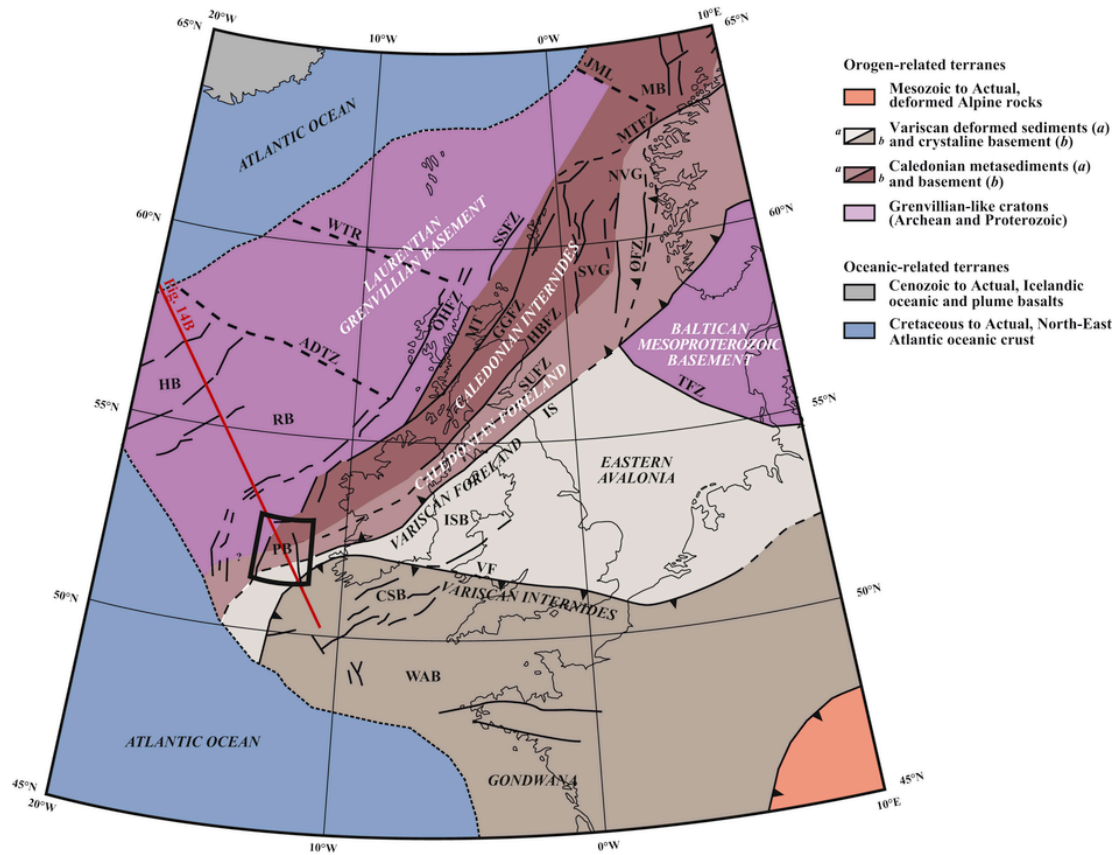 20°W
65°N
10°W
0°W
10°E
65°N
JML
MB
ATLANTIC OCEAN
MTFZ
NVG
60°N
60°N
WTR
SSFZ
LAURENTIAN
GRENVILLIAN BASEMENT
ØFZ
SVG
Fig. 14B
OHFZ
MT
GGFZ
CALEDONIAN INTERNIDES
HBFZ
BALTICAN
MESOPROTEROZOIC
BASEMENT
ADTZ
HB
SUFZ
TFZ
55°N
55°N
RB
CALEDONIAN FORELAND
IS
VARISCAN FORELAND
EASTERN
AVALONIA
ISB
?
PB
VF
50°N
50°N
CSB
VARISCAN INTERNIDES
WAB
ATLANTIC OCEAN
GONDWANA
45°N
20°W
45°N
10°E
10°W
0°W
Orogen-related terranes
Mesozoic to Actual,
deformed Alpine rocks
a
b
Variscan deformed sediments (a)
and crystaline basement (b)
a
b
Caledonian metasediments (a)
and basement (b)
Grenvillian-like cratons
(Archean and Proterozoic)
Oceanic-related terranes
Cenozoic to Actual, Icelandic
oceanic and plume basalts
Cretaceous to Actual, North-East
Atlantic oceanic crust